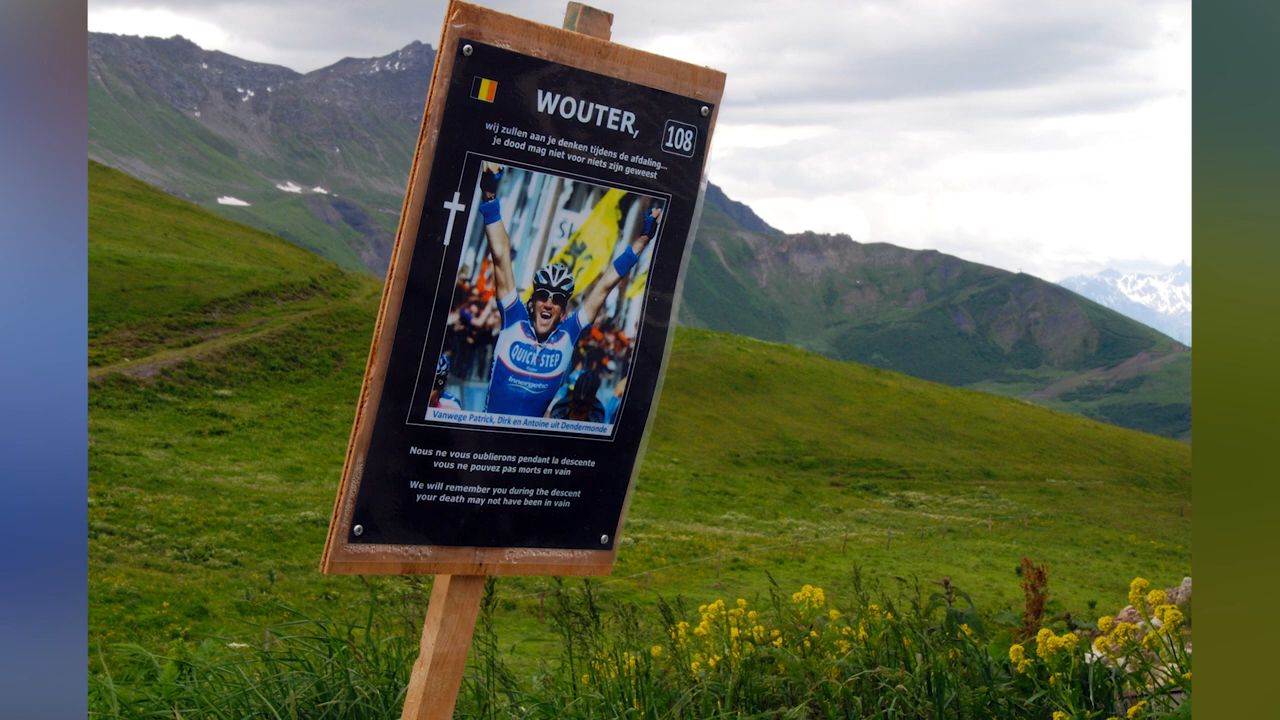 WOUTER,
108
wij zullen aan je denken tijdens de afdaling...
je dood mag niet voor niets zijn geweest
QUICK·STEP
Innergetic
Vanwege Patrick, Dirk en Antoine uit Dendermonde
Nous ne vous oublierons pendant la descente
vous ne pouvez pas morts en vain
We will remember you during the descent
your death may not have been in vain